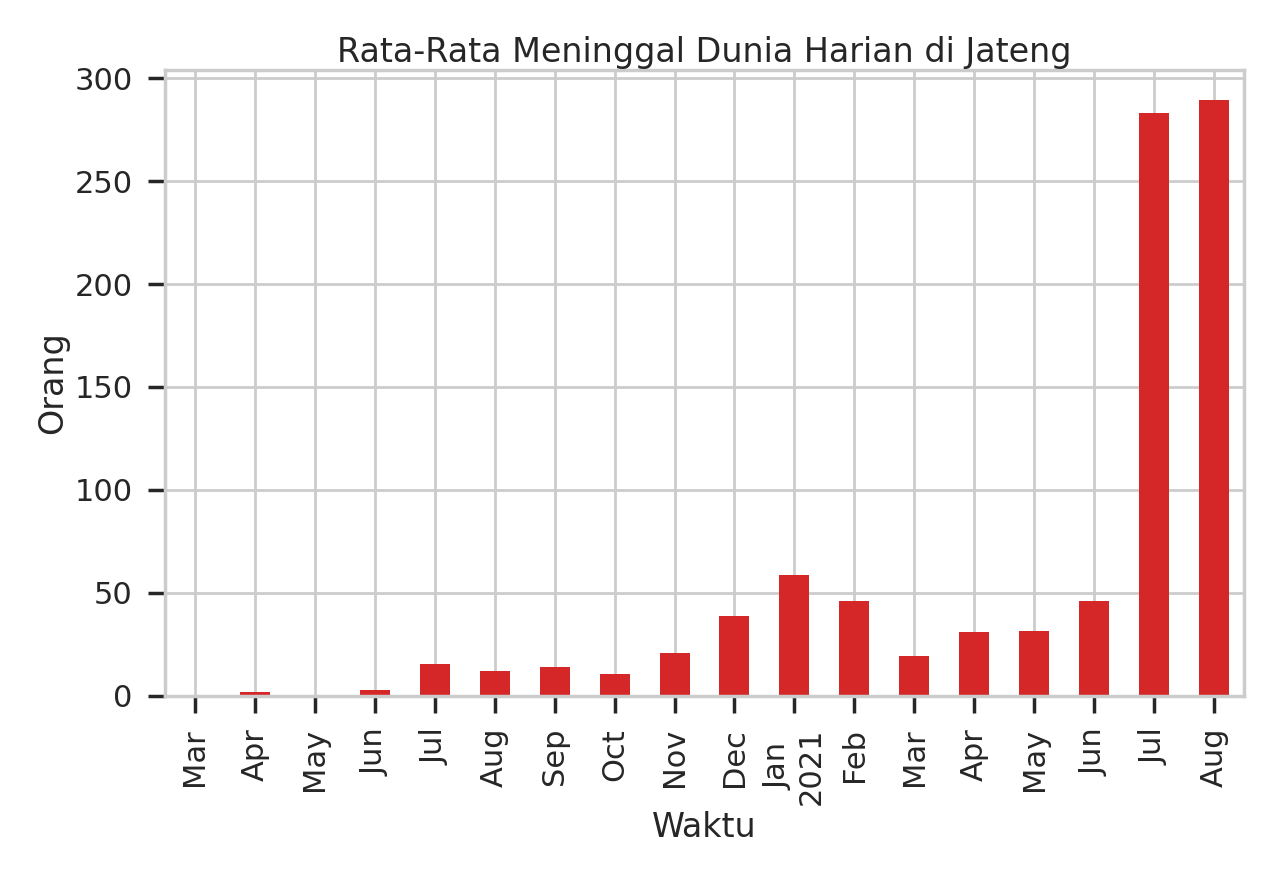 Rata-Rata Meninggal Dunia Harian di Jateng
300
250
200
150
100
50
0
Orang
Mar
Apr
May
Jun
Jul
Aug
Sep
Oct
Nov
Dec
Jan
2021
Feb
Mar
Apr
May
Jun
Jul
Aug
Waktu